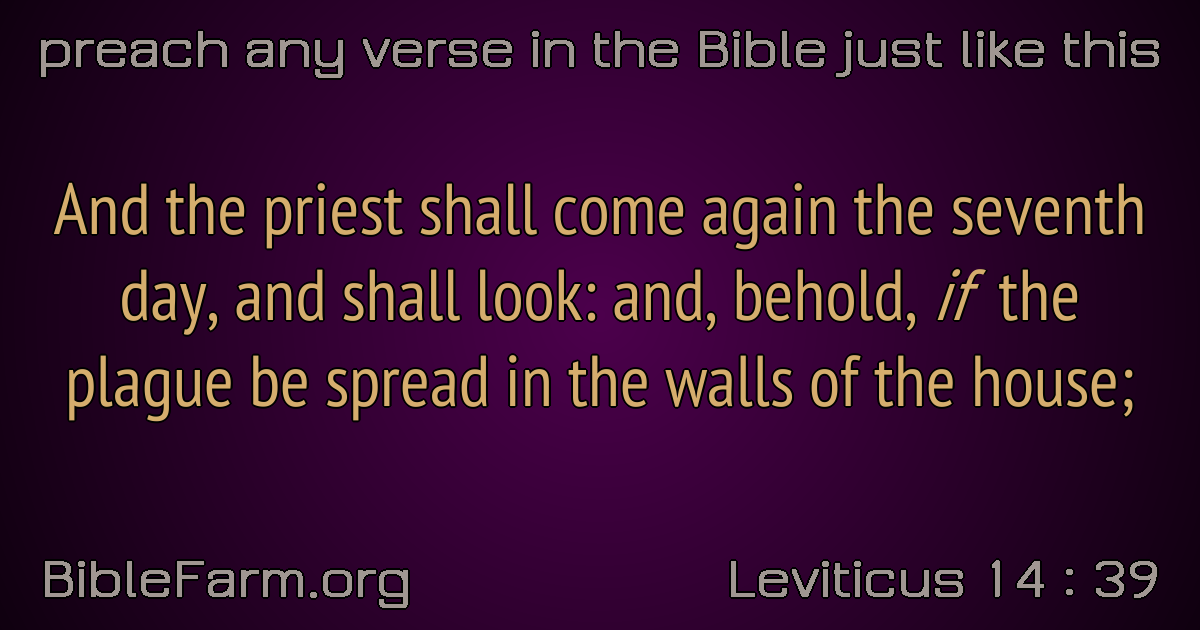 preach any verse in the Bible just like this
And the priest shall come again the seventh
day, and shall look: and, behold, if the
plague be spread in the walls of the house;
BibleFarm.org
Leviticus 14 : 39